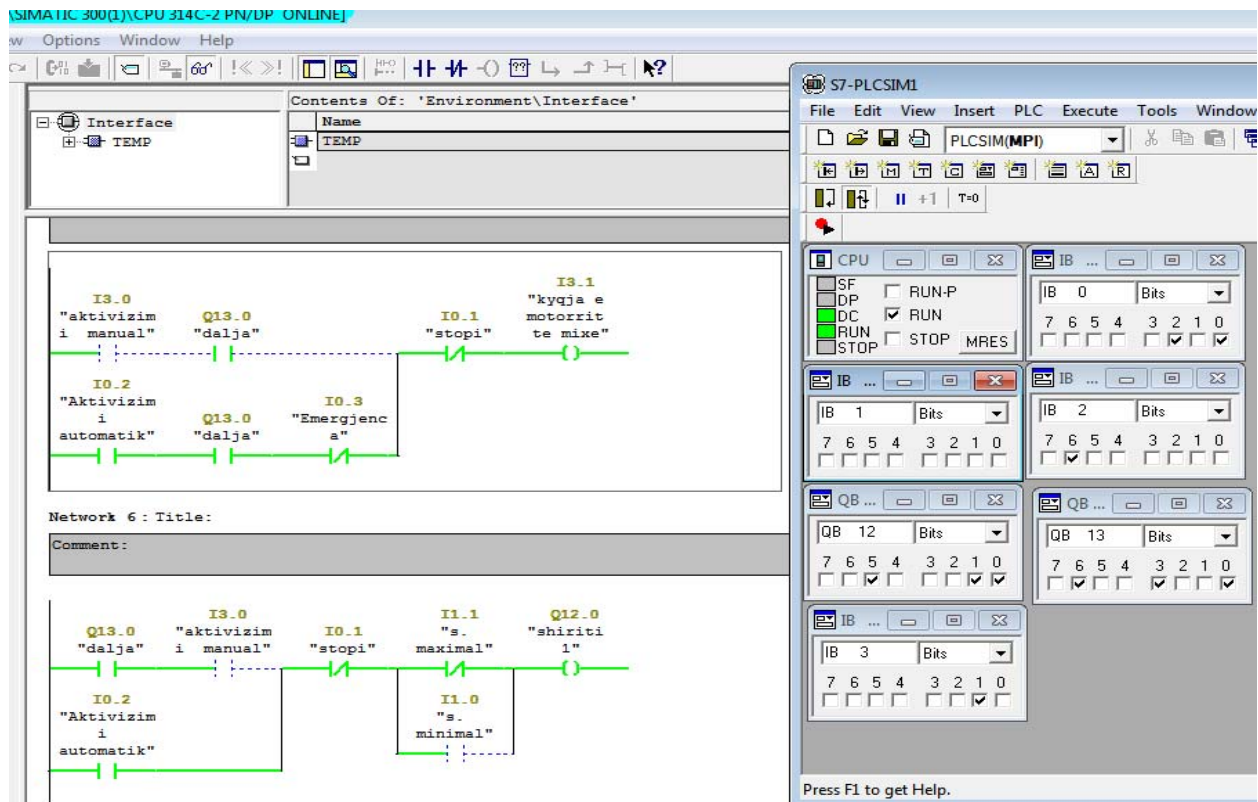 \SIMATIC 300(1)\CPU 314C-2 PN/DP ONLINE]
Options Window Help
Contents Of: 'Environment\Interface'
Interface
TEMP
Name
TEMP
I3.0
"aktivizim
i manual"
Q13.0
"dalja"
I0.1
"stopi"
I3.1
"kyqja e
motorrit
te mixe"
I0.2
"Aktivizim
i
automatik"
Q13.0
"dalja"
I0.3
"Emergjenc
a"
Network 6 : Title:
Comment:
Q13.0
"dalja"
I3.0
"aktivizim
i manual"
I0.1
"stopi"
I1.1
"s.
maximal"
Q12.0
"shiriti
1"
I0.2
"Aktivizim
i
automatik"
I1.0
"s.
minimal"
S7-PLCSIM1
File Edit View Insert PLC Execute Tools Window
PLCSIM(MPI)
+1 T=0
CPU
SF
DP
DC
RUN
STOP
RUN-P
RUN
STOP MRES
IB ...
IB 0 Bits
7 6 5 4 3 2 1 0
IB ...
IB 1 Bits
7 6 5 4 3 2 1 0
IB ...
IB 2 Bits
7 6 5 4 3 2 1 0
QB ...
QB 12 Bits
7 6 5 4 3 2 1 0
QB ...
QB 13 Bits
7 6 5 4 3 2 1 0
IB ...
IB 3 Bits
7 6 5 4 3 2 1 0
Press F1 to get Help.